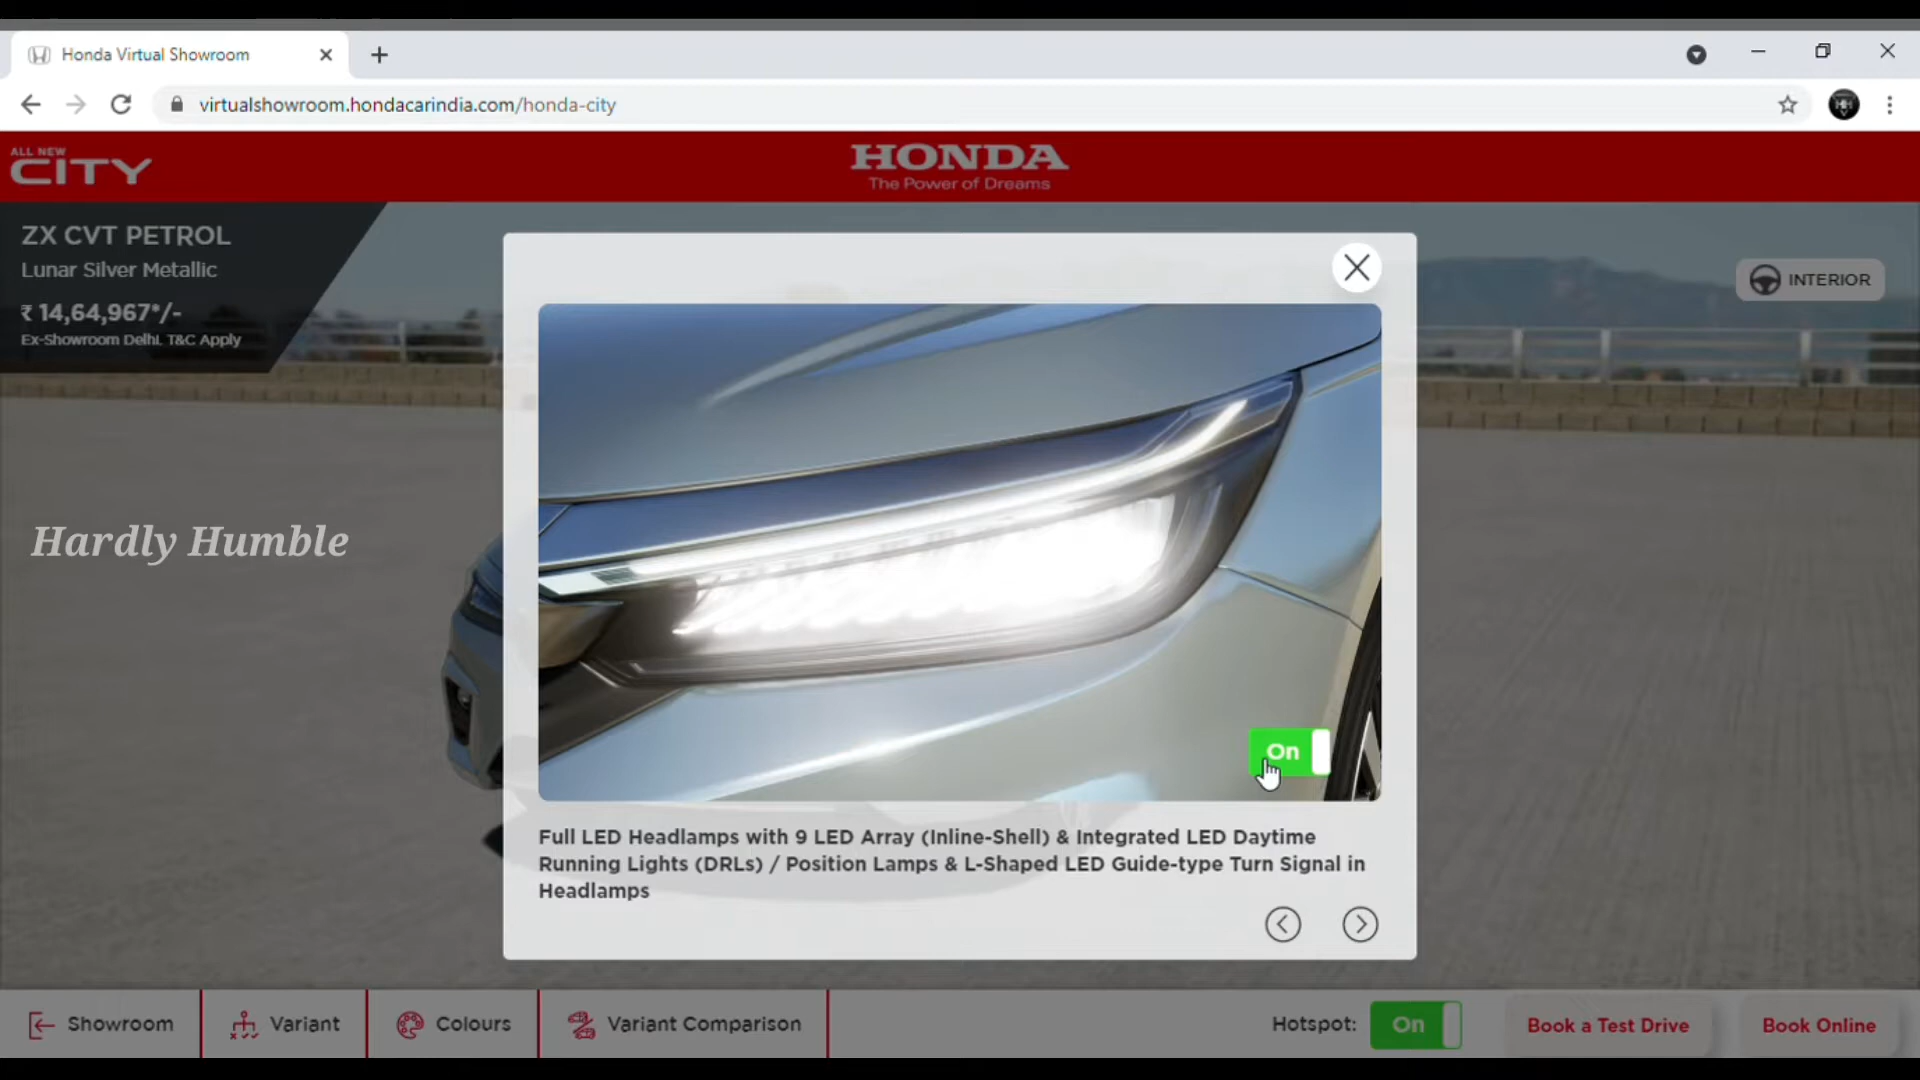 Honda Virtual Showroom
virtualshowroom.hondacarindia.com/honda-city
ALL NEW
CITY
HONDA
The Power of Dreams
ZX CVT PETROL
Lunar Silver Metallic
₹ 14,64,967*/-
Ex-Showroom Delhi. T&C Apply
INTERIOR
Hardly Humble
On
Full LED Headlamps with 9 LED Array (Inline-Shell) & Integrated LED Daytime
Running Lights (DRLs) / Position Lamps & L-Shaped LED Guide-type Turn Signal in
Headlamps
Showroom
Variant
Colours
Variant Comparison
Hotspot:
On
Book a Test Drive
Book Online